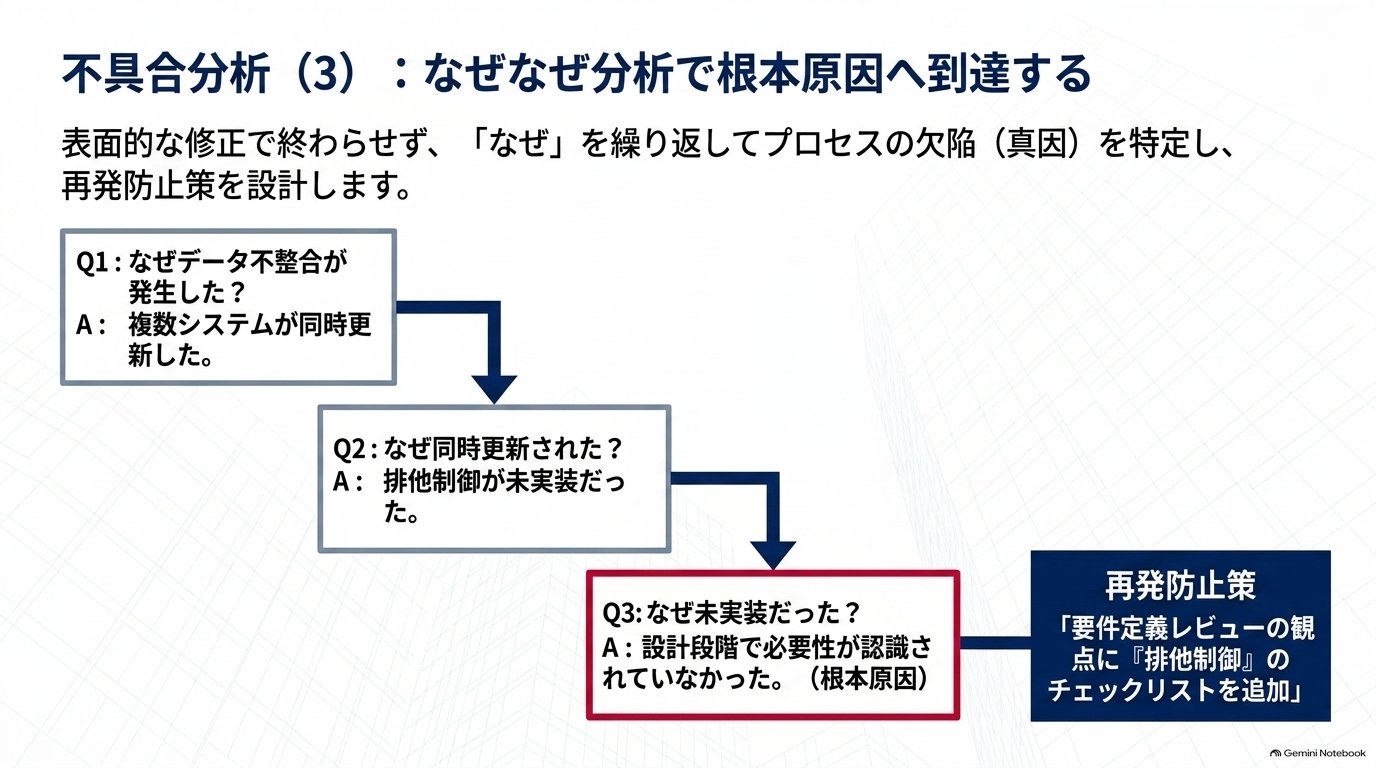 不具合分析（3）：なぜなぜ分析で根本原因へ到達する
表面的な修正で終わらせず、「なぜ」を繰り返してプロセスの欠陥（真因）を特定し、
再発防止策を設計します。
Q1：なぜデータ不整合が
発生した？
A： 複数システムが同時更
新した。
Q2：なぜ同時更新された？
A： 排他制御が未実装だっ
た。
Q3：なぜ未実装だった？
A：設計段階で必要性が認識さ
れていなかった。（根本原因）
再発防止策
「要件定義レビューの観
点に『排他制御』の
チェックリストを追加」
Gemini Notebook